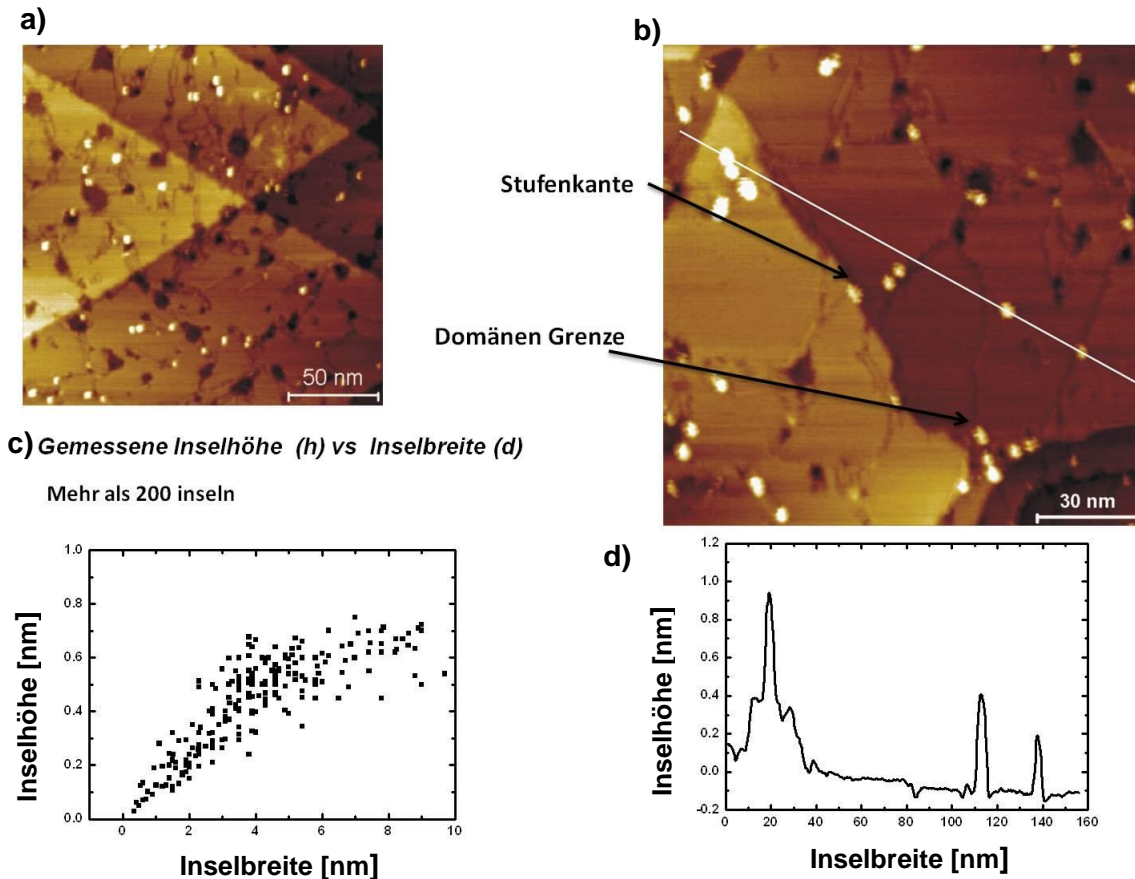 a)
50 nm
b)
Stufenkante
Domänen Grenze
30 nm
c) Gemessene Inselhöhe (h) vs Inselbreite (d)
Mehr als 200 inseln
1.0
0.8
0.6
0.4
0.2
0.0
0 2 4 6 8 10
Inselhöhe [nm]
Inselbreite [nm]
d)
1.2
1.0
0.8
0.6
0.4
0.2
0.0
-0.2
0 20 40 60 80 100 120 140 160
Inselhöhe [nm]
Inselbreite [nm]